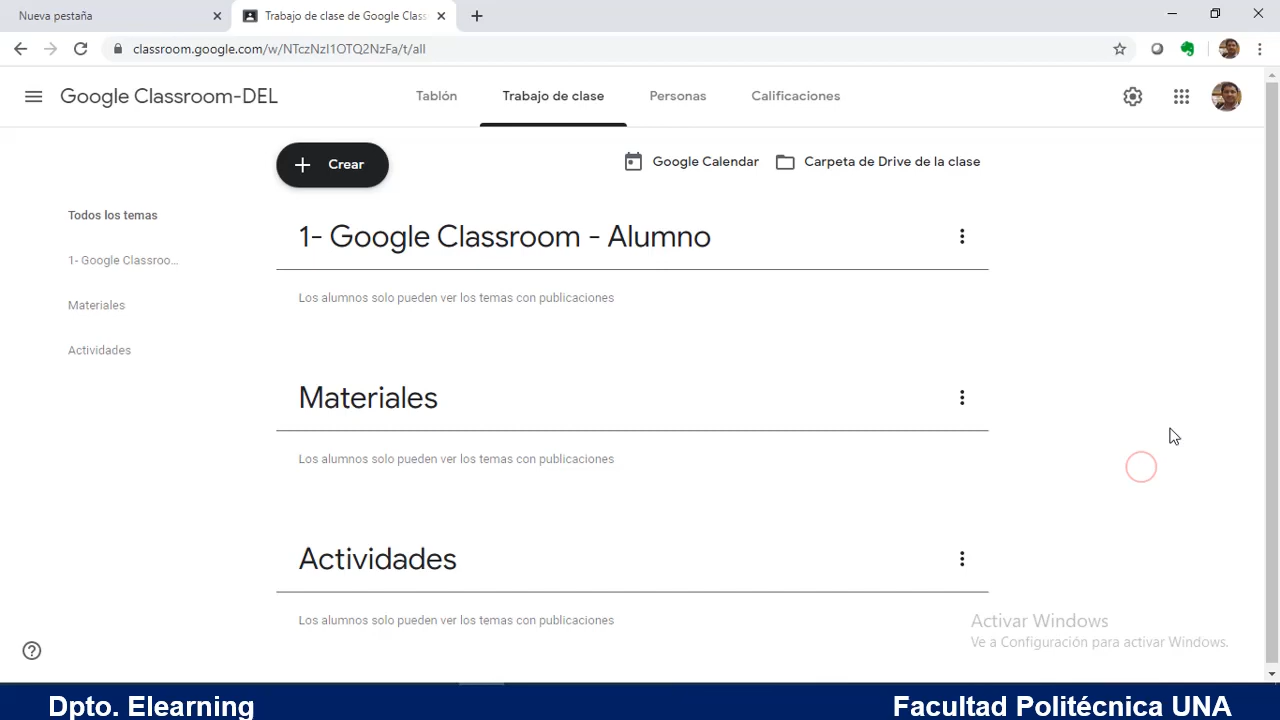 Nueva pestaña
Trabajo de clase de Google Clas
classroom.google.com/w/NTczNzI1OTQ2NzFa/t/all
Google Classroom-DEL
Tablón
Trabajo de clase
Personas
Calificaciones
Crear
Google Calendar
Carpeta de Drive de la clase
Todos los temas
1- Google Classroo...
Materiales
Actividades
1- Google Classroom - Alumno
Los alumnos solo pueden ver los temas con publicaciones
Materiales
Los alumnos solo pueden ver los temas con publicaciones
Actividades
Los alumnos solo pueden ver los temas con publicaciones
Activar Windows
Ve a Configuración para activar Windows.
Dpto. Elearning
Facultad Politécnica UNA